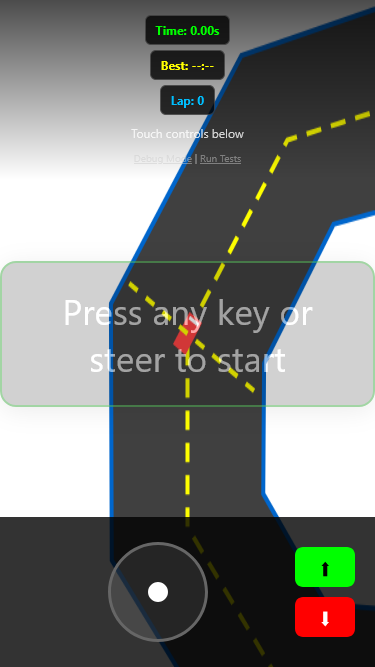 Time: 0.00s
Best: --:--
Lap: 0
Touch controls below
Debug Mode | Run Tests
Press any key or
steer to start
⬆
⬇